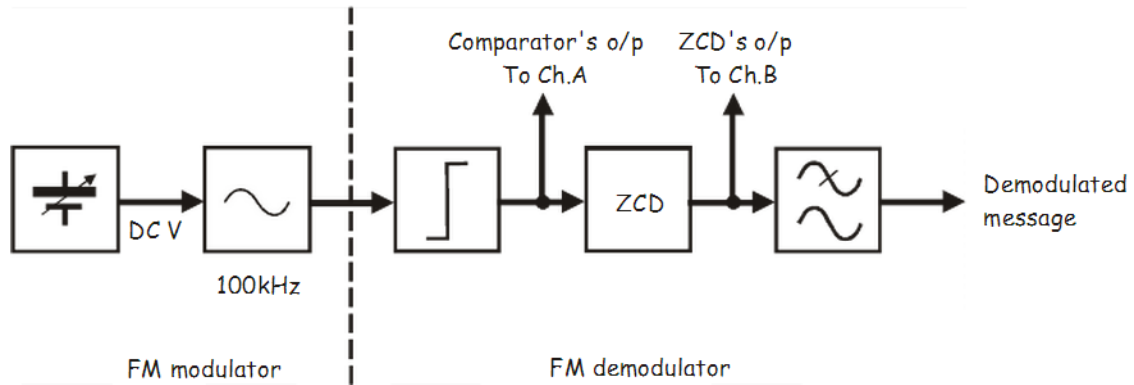 Comparator's o/p
To Ch.A
ZCD's o/p
To Ch.B
DC V
100kHz
ZCD
Demodulated
message
FM modulator
FM demodulator